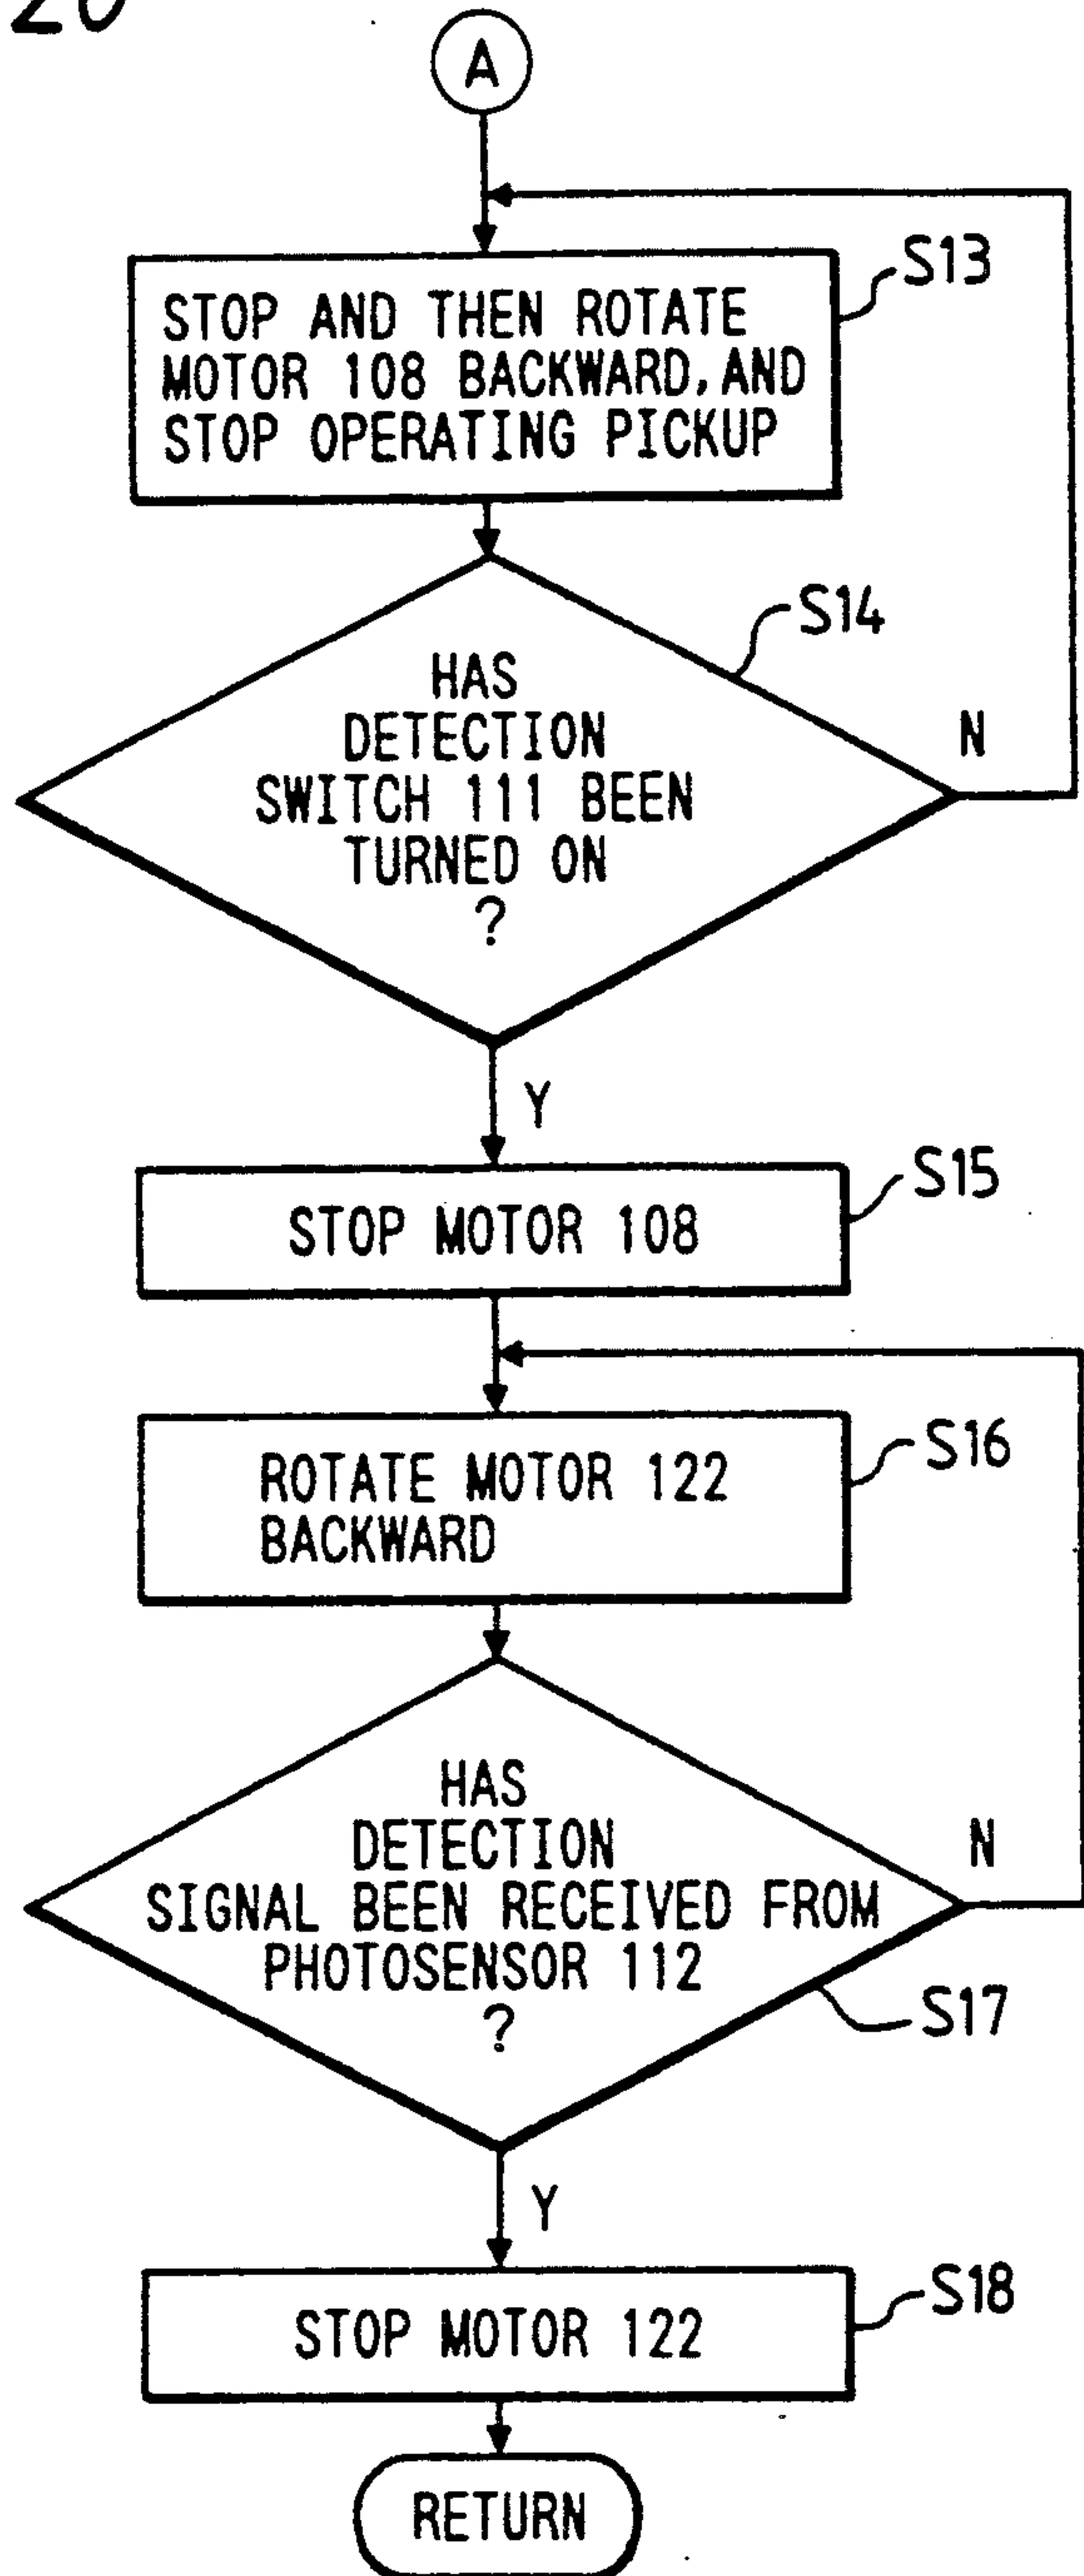 20
A
S13
STOP AND THEN ROTATE
MOTOR 108 BACKWARD, AND
STOP OPERATING PICKUP
S14
HAS
DETECTION
SWITCH 111 BEEN
TURNED ON
?
N
Y
S15
STOP MOTOR 108
S16
ROTATE MOTOR 122
BACKWARD
HAS
DETECTION
SIGNAL BEEN RECEIVED FROM
PHOTOSENSOR 112
?
N
S17
Y
S18
STOP MOTOR 122
RETURN